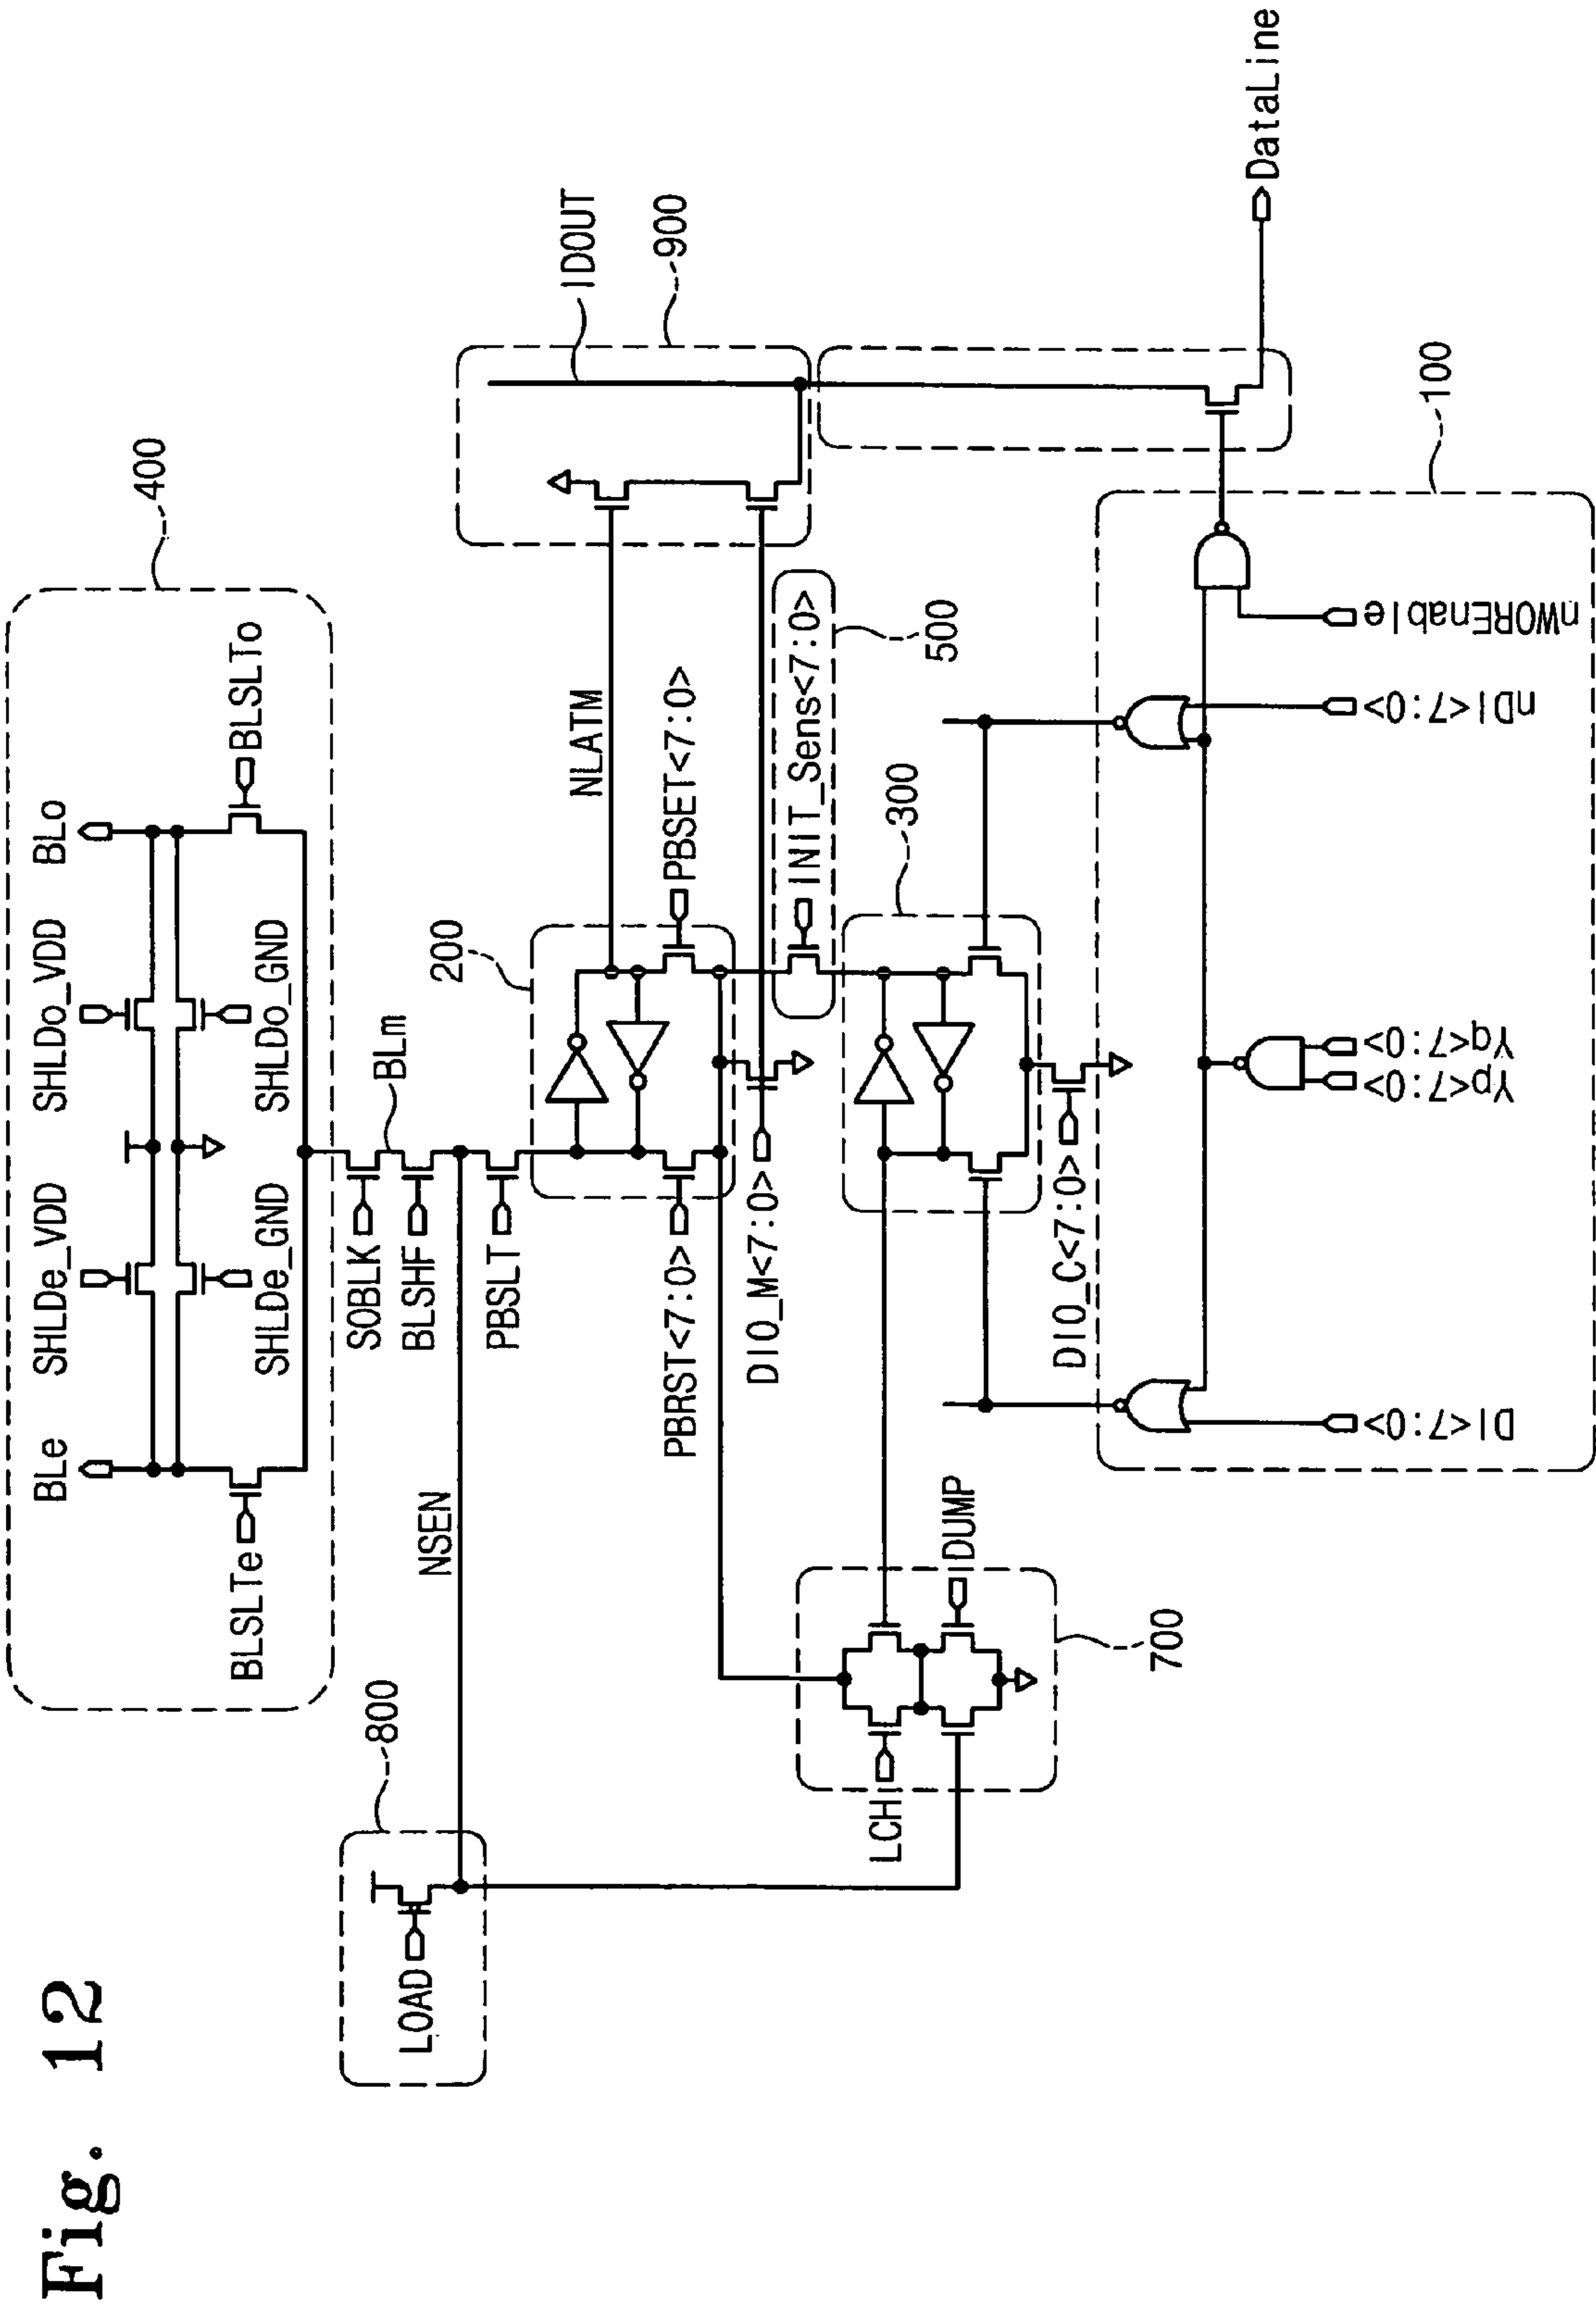 Fig. 12
400
BLe
SHLDe_VDD
SHLDo_VDD
BLo
BLSLTe
SHLDe_GND
SHLDo_GND
BLSLTo
800
LOAD
NSEN
SOBLK
BLSHF
BLm
PBSLT
200
NLATM
PBRST<7:0>
PBSET<7:0>
IDOUT
900
DIO_M<7:0>
INIT_Sens<7:0>
500
300
LCH
IDUMP
700
DIO_C<7:0>
DataLine
100
DI<7:0>
Yp<7:0>
Yq<7:0>
nDI<7:0>
nWOREnable